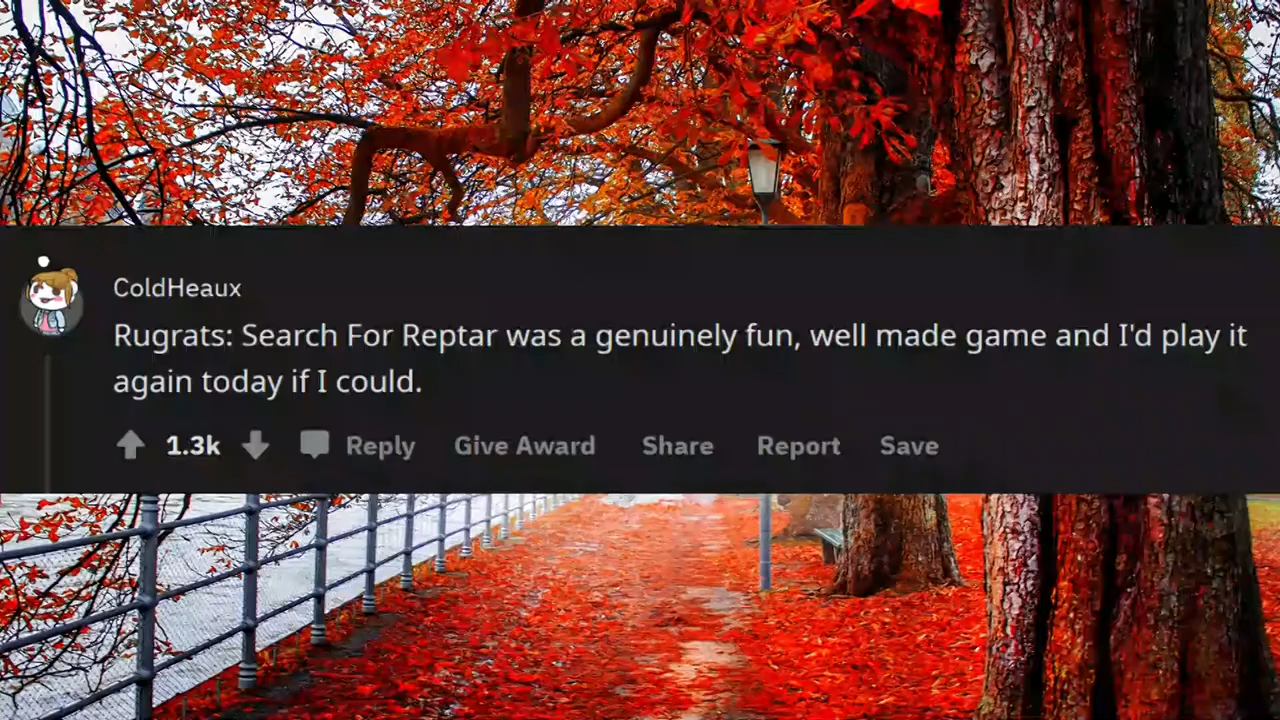 ColdHeaux
Rugrats: Search For Reptar was a genuinely fun, well made game and I'd play it
again today if I could.
1.3k Reply Give Award Share Report Save